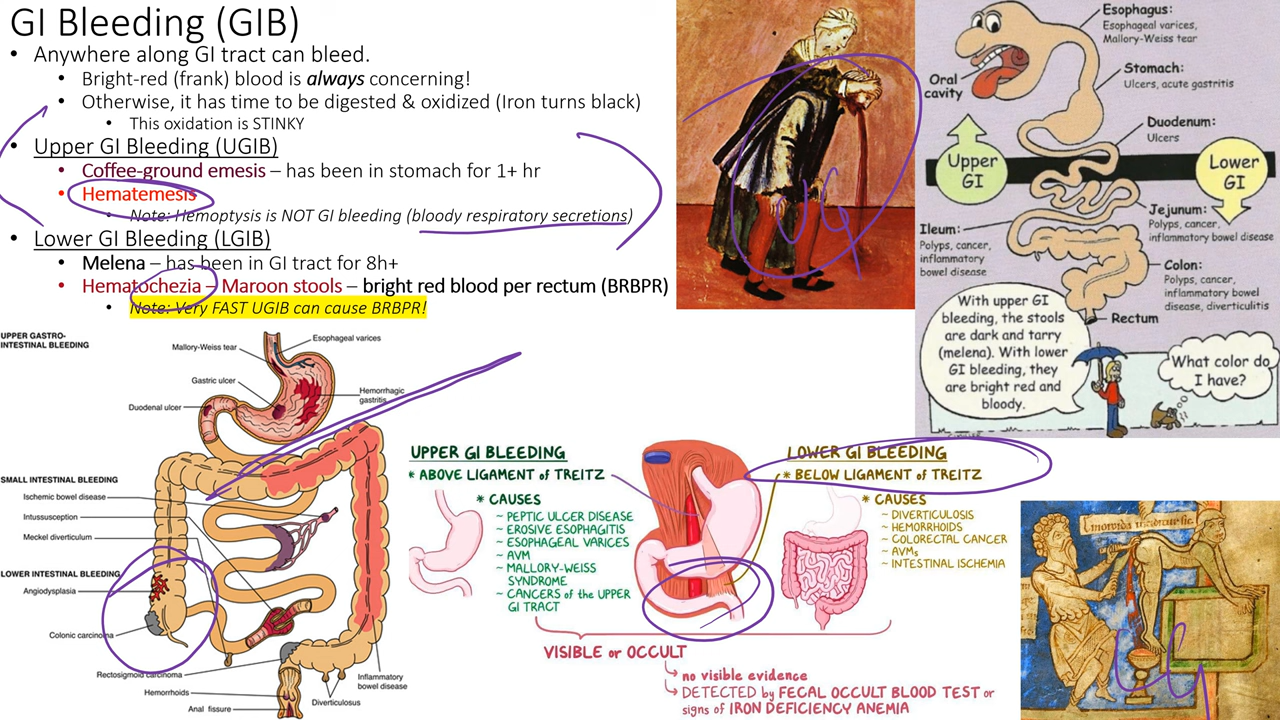 GI Bleeding (GIB)
• Anywhere along GI tract can bleed.
• Bright-red (frank) blood is always concerning!
• Otherwise, it has time to be digested & oxidized (Iron turns black)
• This oxidation is STINKY
• Upper GI Bleeding (UGIB)
• Coffee-ground emesis – has been in stomach for 1+ hr
• Hematemesis
• Note: Hemoptysis is NOT GI bleeding (bloody respiratory secretions)
• Lower GI Bleeding (LGIB)
• Melena – has been in GI tract for 8h+
• Hematochezia – Maroon stools – bright red blood per rectum (BRBPR)
• Note: Very FAST UGIB can cause BRBPR!
Esophagus:
Esophageal varices,
Mallory-Weiss tear
Oral
cavity
Stomach:
Ulcers, acute gastritis
Duodenum:
Ulcers
Upper
GI
Lower
GI
Jejunum:
Polyps, cancer,
inflammatory bowel disease
Ileum:
Polyps, cancer,
inflammatory
bowel disease
Colon:
Polyps, cancer,
inflammatory bowel
disease, diverticulitis
Rectum
With upper GI
bleeding, the stools
are dark and tarry
(melena). With lower
GI bleeding, they
are bright red and
bloody.
What color do
I have?
UPPER GASTRO-
INTESTINAL BLEEDING
Mallory-Weiss tear
Esophageal varices
Gastric ulcer
Hemorrhagic
gastritis
Duodenal ulcer
SMALL INTESTINAL BLEEDING
Ischemic bowel disease
Intussusception
Meckel diverticulum
LOWER INTESTINAL BLEEDING
Angiodysplasia
Colonic carcinoma
Rectosigmoid carcinoma
Hemorrhoids
Anal fissure
Diverticulosus
Inflammatory
bowel disease
UPPER GI BLEEDING
* ABOVE LIGAMENT of TREITZ
* CAUSES
~ PEPTIC ULCER DISEASE
~ EROSIVE ESOPHAGITIS
~ ESOPHAGEAL VARICES
~ AVM
~ MALLORY-WEISS
SYNDROME
~ CANCERS of the UPPER
GI TRACT
LOWER GI BLEEDING
* BELOW LIGAMENT of TREITZ
* CAUSES
~ DIVERTICULOSIS
~ HEMORRHOIDS
~ COLORECTAL CANCER
~ AVMs
~ INTESTINAL ISCHEMIA
VISIBLE or OCCULT
↳ no visible evidence
↳ DETECTED by FECAL OCCULT BLOOD TEST or
signs of IRON DEFICIENCY ANEMIA